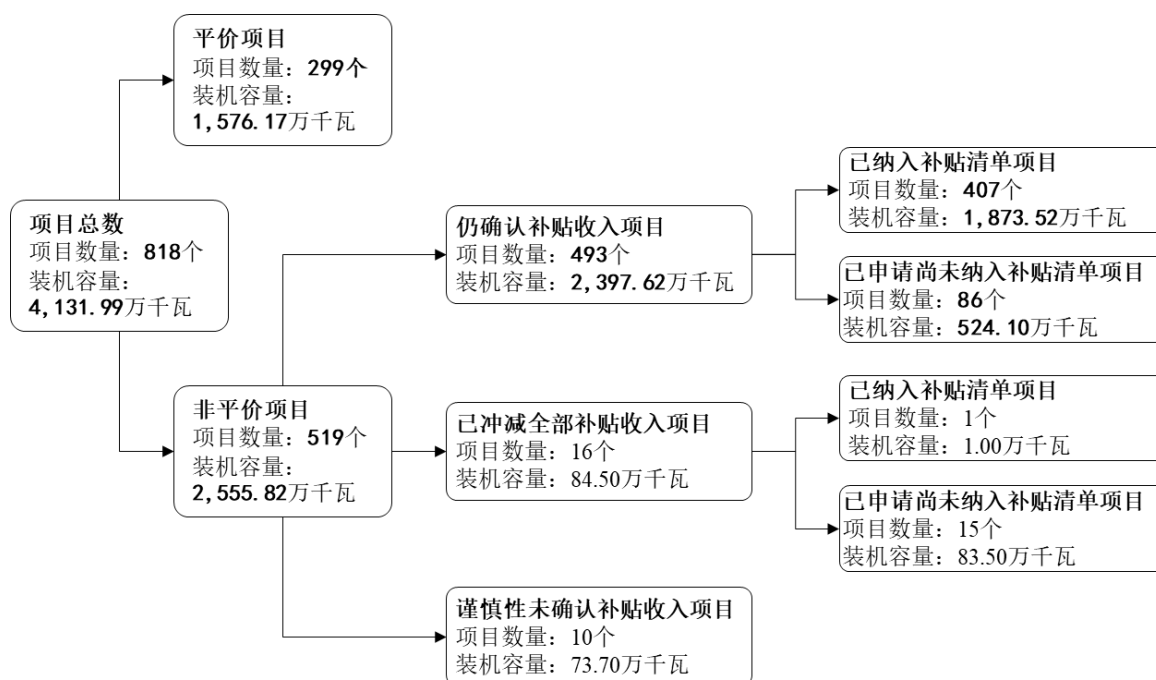 平价项目
项目数量：299个
装机容量：
1,576.17万千瓦
项目总数
项目数量：818个
装机容量：
4,131.99万千瓦
非平价项目
项目数量：519个
装机容量：
2,555.82万千瓦
仍确认补贴收入项目
项目数量：493个
装机容量：2,397.62万千瓦
已冲减全部补贴收入项目
项目数量：16个
装机容量：84.50万千瓦
谨慎性未确认补贴收入项目
项目数量：10个
装机容量：73.70万千瓦
已纳入补贴清单项目
项目数量：407个
装机容量：1,873.52万千瓦
已申请尚未纳入补贴清单项目
项目数量：86个
装机容量：524.10万千瓦
已纳入补贴清单项目
项目数量：1个
装机容量：1.00万千瓦
已申请尚未纳入补贴清单项目
项目数量：15个
装机容量：83.50万千瓦